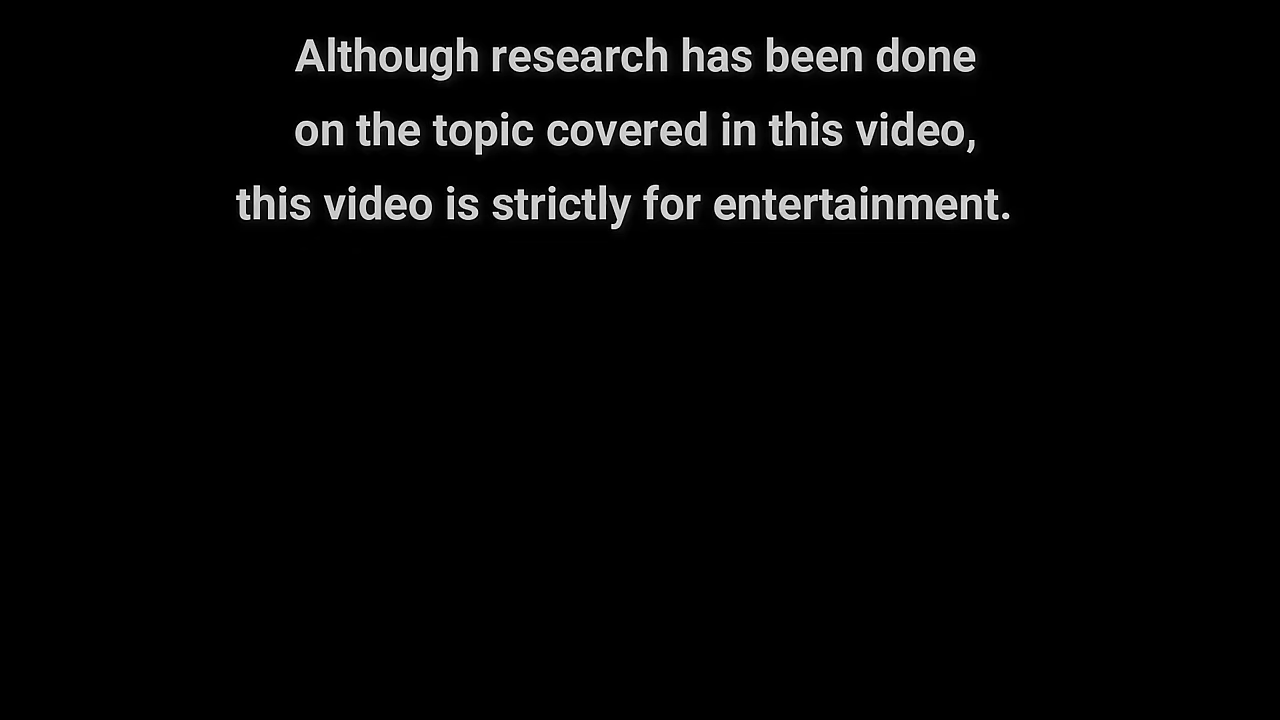 Although research has been done
on the topic covered in this video,
this video is strictly for entertainment.